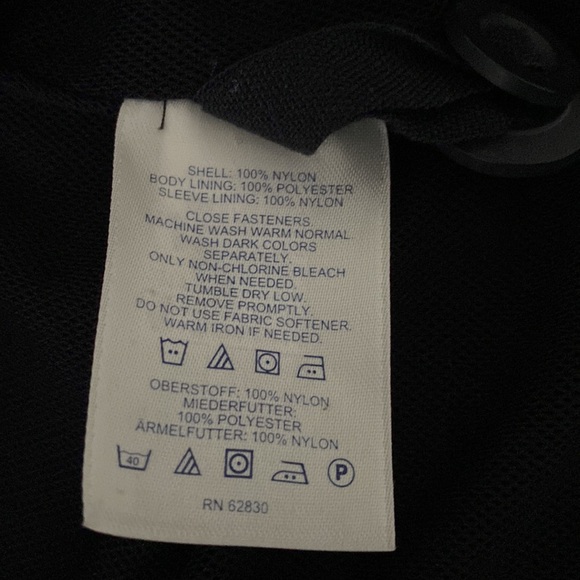 SHELL: 100% NYLON
BODY LINING: 100% POLYESTER
SLEEVE LINING: 100% NYLON
CLOSE FASTENERS
MACHINE WASH WARM NORMAL.
WASH DARK COLORS
SEPARATELY.
ONLY NON-CHLORINE BLEACH
WHEN NEEDED.
TUMBLE DRY LOW.
REMOVE PROMPTLY.
DO NOT USE FABRIC SOFTENER.
WARM IRON IF NEEDED.
OBERSTOFF: 100% NYLON
MIEDERFUTTER:
100% POLYESTER
ÄRMELFUTTER: 100% NYLON
40 P
RN 62830